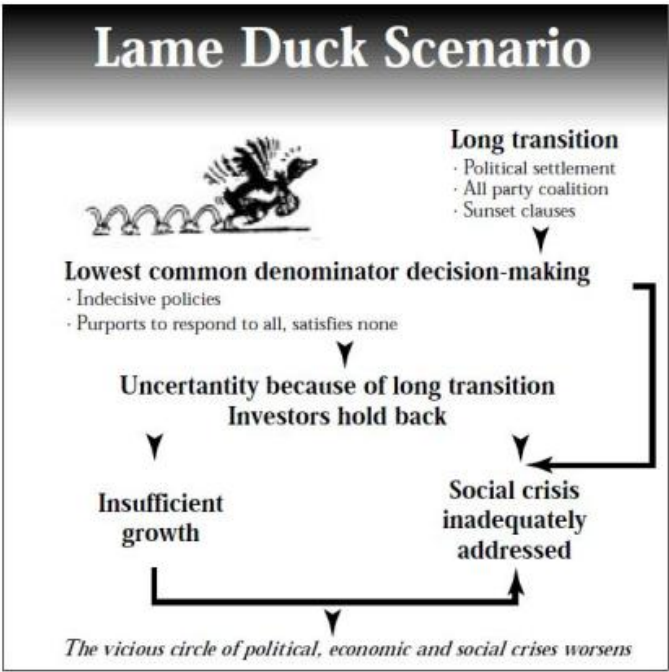 Lame Duck Scenario
Long transition
· Political settlement
· All party coalition
· Sunset clauses
Lowest common denominator decision-making
· Indecisive policies
· Purports to respond to all, satisfies none
Uncertantity because of long transition
Investors hold back
Insufficient
growth
Social crisis
inadequately
addressed
The vicious circle of political, economic and social crises worsens